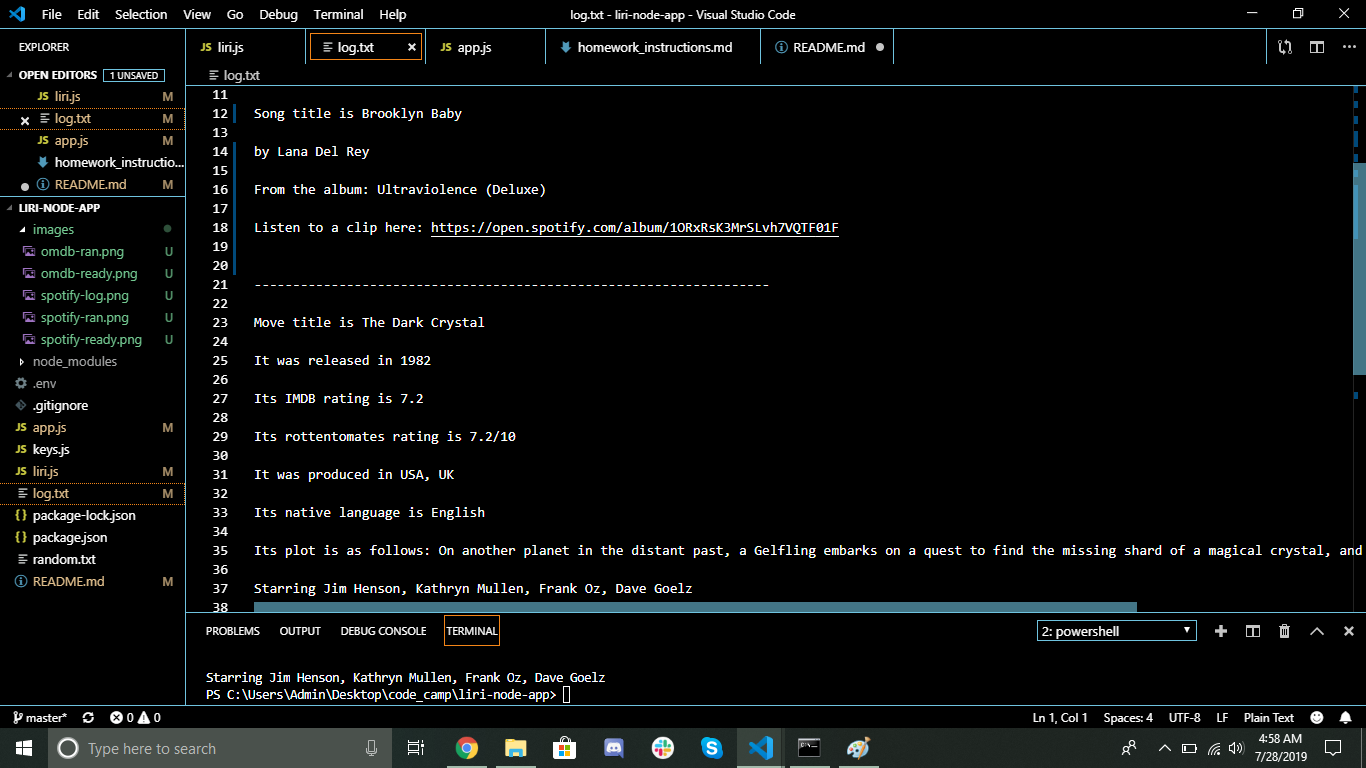 File Edit Selection View Go Debug Terminal Help log.txt - liri-node-app - Visual Studio Code
EXPLORER
OPEN EDITORS 1 UNSAVED
JS liri.js M
log.txt M
JS app.js M
homework_instructio...
README.md M
LIRI-NODE-APP
images
omdb-ran.png U
omdb-ready.png U
spotify-log.png U
spotify-ran.png U
spotify-ready.png U
node_modules
.env
.gitignore
JS app.js M
JS keys.js
JS liri.js M
log.txt M
{} package-lock.json
{} package.json
random.txt
README.md M
JS liri.js log.txt JS app.js homework_instructions.md README.md
log.txt
11
12 Song title is Brooklyn Baby
13
14 by Lana Del Rey
15
16 From the album: Ultraviolence (Deluxe)
17
18 Listen to a clip here: https://open.spotify.com/album/1ORxRsK3MrSLvh7VQTF01F
19
20
21 -------------------------------------------------------------------
22
23 Move title is The Dark Crystal
24
25 It was released in 1982
26
27 Its IMDB rating is 7.2
28
29 Its rottentomates rating is 7.2/10
30
31 It was produced in USA, UK
32
33 Its native language is English
34
35 Its plot is as follows: On another planet in the distant past, a Gelfling embarks on a quest to find the missing shard of a magical crystal, and
36
37 Starring Jim Henson, Kathryn Mullen, Frank Oz, Dave Goelz
38
PROBLEMS OUTPUT DEBUG CONSOLE TERMINAL 2: powershell
Starring Jim Henson, Kathryn Mullen, Frank Oz, Dave Goelz
PS C:\Users\Admin\Desktop\code_camp\liri-node-app>
master* 0 0 Ln 1, Col 1 Spaces: 4 UTF-8 LF Plain Text
Type here to search
4:58 AM
7/28/2019